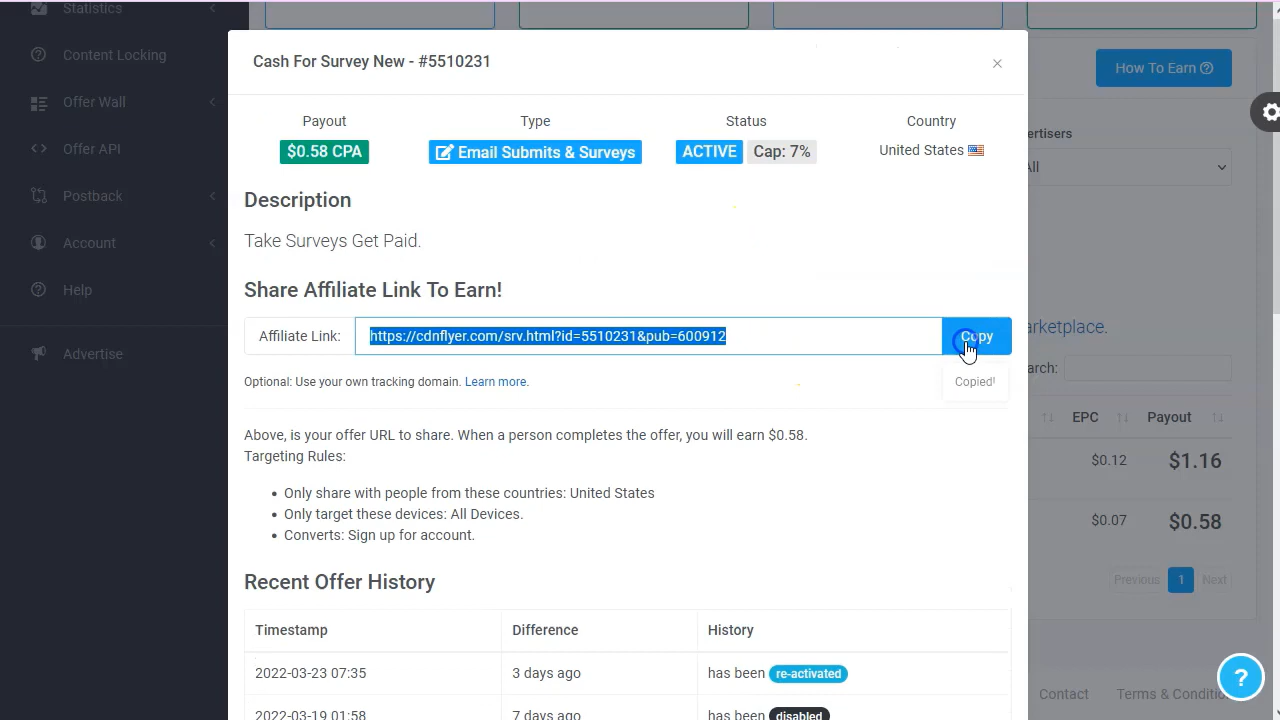 Statistics
Content Locking
Offer Wall
Offer API
Postback
Account
Help
Advertise
Cash For Survey New - #5510231
How To Earn
Payout Type Status Country
$0.58 CPA Email Submits & Surveys ACTIVE Cap: 7% United States
Description
Take Surveys Get Paid.
Share Affiliate Link To Earn!
Affiliate Link: https://cdnflyer.com/srv.html?id=5510231&pub=600912 Copy
Optional: Use your own tracking domain. Learn more. Copied!
Above, is your offer URL to share. When a person completes the offer, you will earn $0.58.
Targeting Rules:
Only share with people from these countries: United States
Only target these devices: All Devices.
Converts: Sign up for account.
Recent Offer History
Timestamp Difference History
2022-03-23 07:35 3 days ago has been re-activated
2022-03-19 01:58 7 days ago has been disabled
EPC Payout
$0.12 $1.16
$0.07 $0.58
Previous 1 Next
Contact
?